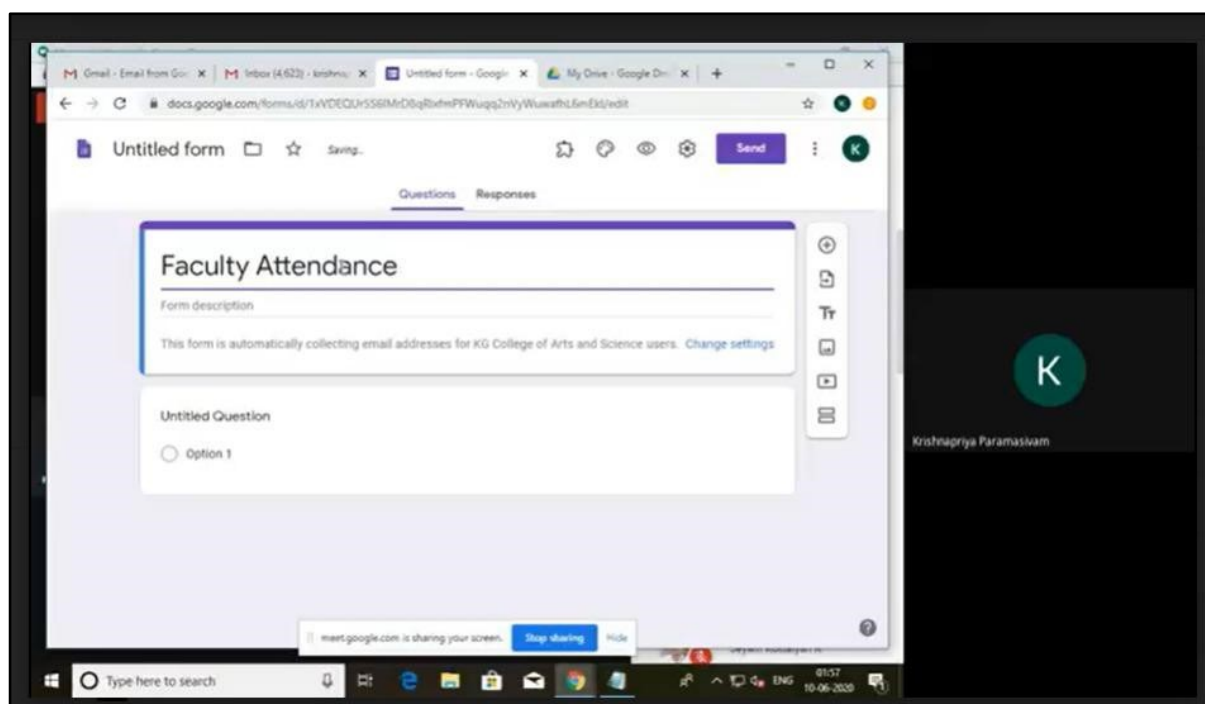 Gmail - Email from Goo
Inbox (4,623) - krishna
Untitled form - Google
My Drive - Google Dri
Untitled form
Saving...
Send
K
Questions
Responses
Faculty Attendance
Form description
This form is automatically collecting email addresses for KG College of Arts and Science users. Change settings
Untitled Question
Option 1
K
Krishnapriya Paramasivam
meet.google.com is sharing your screen.
Stop sharing
Hide
Type here to search
ENG
01:57
10-06-2020